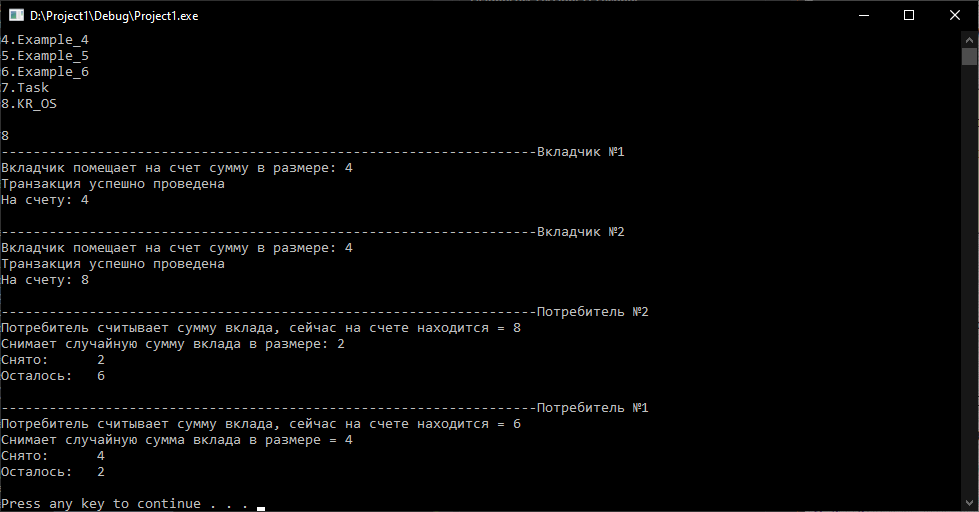 D:\Project1\Debug\Project1.exe
4.Example_4
5.Example_5
6.Example_6
7.Task
8.KR_OS
8
-------------------------------------------------------------------Вкладчик №1
Вкладчик помещает на счет сумму в размере: 4
Транзакция успешно проведена
На счету: 4
-------------------------------------------------------------------Вкладчик №2
Вкладчик помещает на счет сумму в размере: 4
Транзакция успешно проведена
На счету: 8
-------------------------------------------------------------------Потребитель №2
Потребитель считывает сумму вклада, сейчас на счете находится = 8
Снимает случайную сумму вклада в размере: 2
Снято:      2
Осталось:   6
-------------------------------------------------------------------Потребитель №1
Потребитель считывает сумму вклада, сейчас на счете находится = 6
Снимает случайную сумма вклада в размере = 4
Снято:      4
Осталось:   2
Press any key to continue . . .